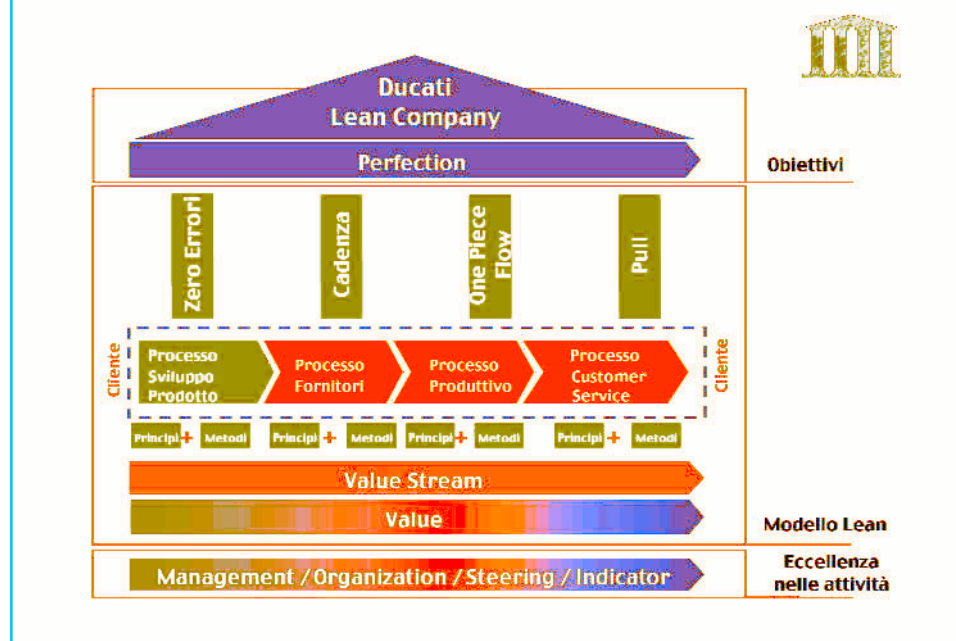 Ducati
Lean Company
Perfection
Obiettivi
Zero Errori
Cadenza
One Piece
Flow
Pull
Cliente
Processo
Sviluppo
Prodotto
Processo
Fornitori
Processo
Produttivo
Processo
Customer
Service
Cliente
Principi + Metodi
Principi + Metodi
Principi + Metodi
Principi + Metodi
Value Stream
Value
Modello Lean
Management / Organization / Steering / Indicator
Eccellenza
nelle attività